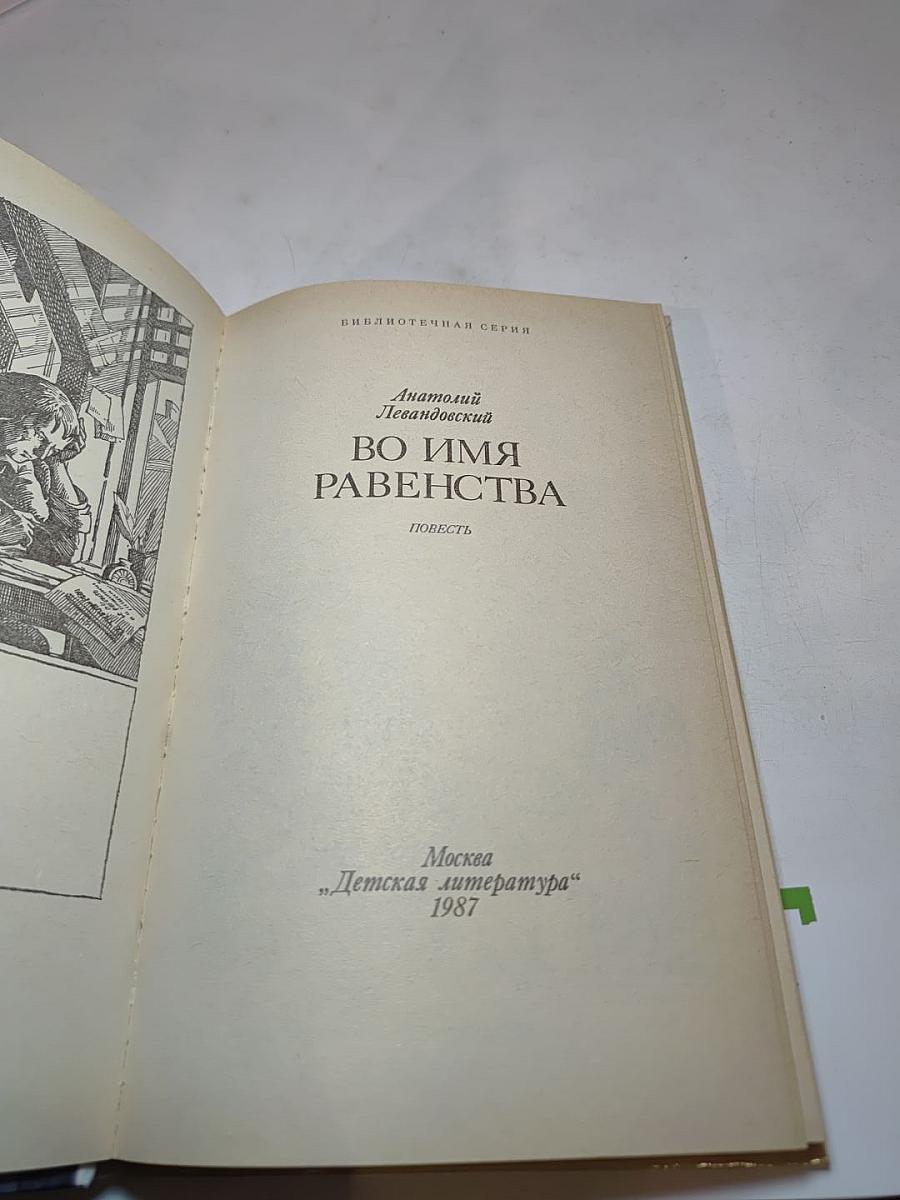 БИБЛИОТЕЧНАЯ СЕРИЯ
Анатолий
Левандовский
ВО ИМЯ
РАВЕНСТВА
ПОВЕСТЬ
Москва
„Детская литература“
1987